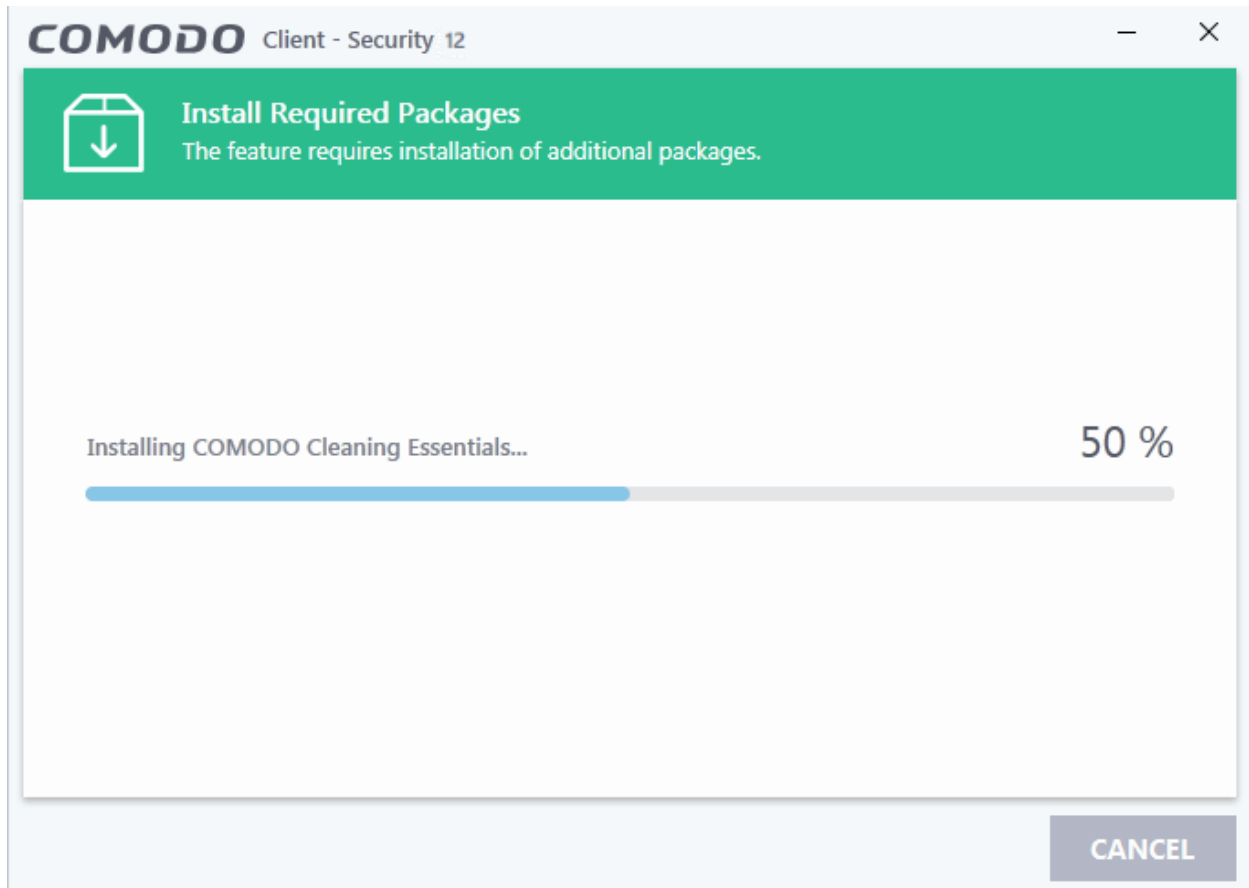 COMODO Client - Security 12
Install Required Packages
The feature requires installation of additional packages.
Installing COMODO Cleaning Essentials...
50 %
CANCEL